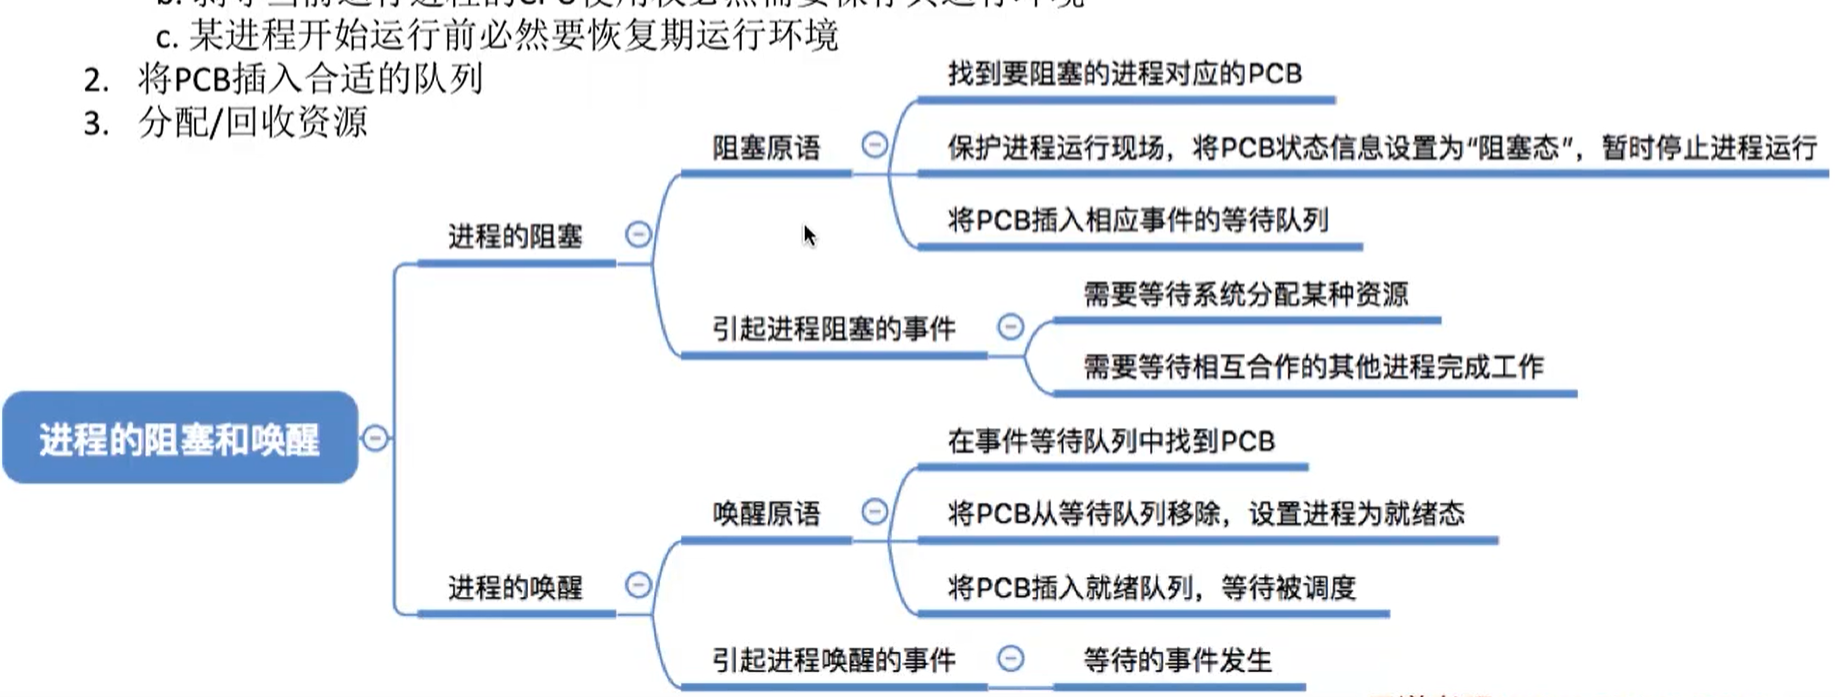 c. 某进程开始运行前必然要恢复期运行环境
2. 将PCB插入合适的队列
3. 分配/回收资源
进程的阻塞和唤醒
进程的阻塞
阻塞原语
找到要阻塞的进程对应的PCB
保护进程运行现场，将PCB状态信息设置为“阻塞态”，暂时停止进程运行
将PCB插入相应事件的等待队列
引起进程阻塞的事件
需要等待系统分配某种资源
需要等待相互合作的其他进程完成工作
进程的唤醒
唤醒原语
在事件等待队列中找到PCB
将PCB从等待队列移除，设置进程为就绪态
将PCB插入就绪队列，等待被调度
引起进程唤醒的事件
等待的事件发生